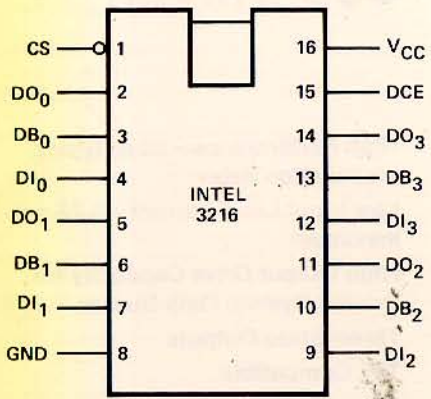 CS 1 16 VCC
DO0 2 15 DCE
DB0 3 14 DO3
DI0 4 13 DB3
INTEL
3216
DO1 5 12 DI3
DB1 6 11 DO2
DI1 7 10 DB2
GND 8 9 DI2